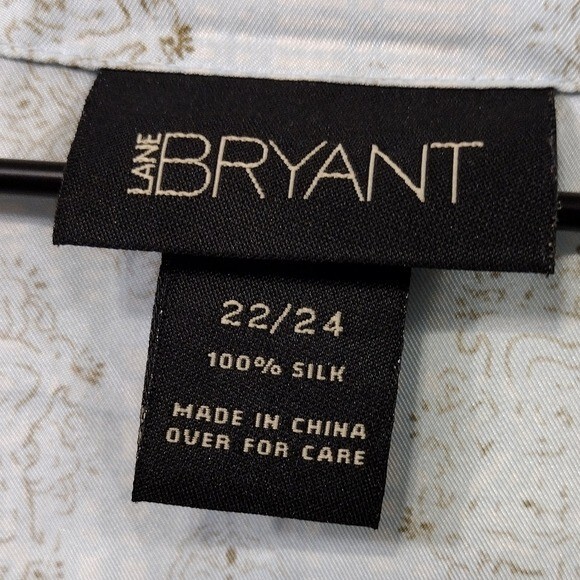 LANE BRYANT
22/24
100% SILK
MADE IN CHINA
OVER FOR CARE